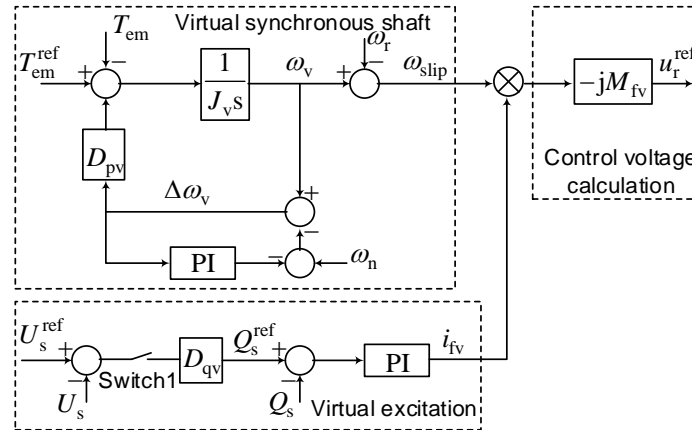 T_em
Virtual synchronous shaft
T_em^ref
−
+
1
J_v s
ω_v
+
−
ω_r
ω_slip
−jM_fv
u_r^ref
D_pv
Δω_v
+
−
Control voltage
calculation
PI
−
ω_n
U_s^ref
+
−
U_s
Switch1
D_qv
Q_s^ref
+
−
Q_s
PI
i_fv
Virtual excitation